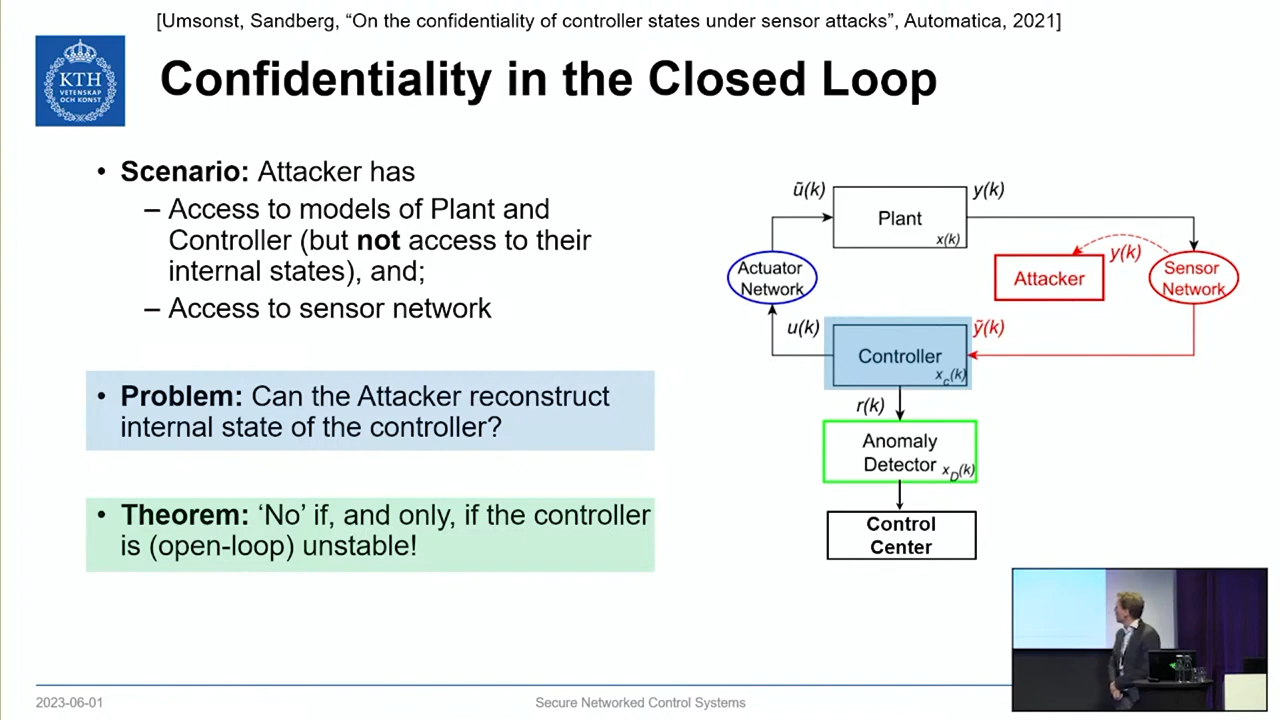 [Umsonst, Sandberg, “On the confidentiality of controller states under sensor attacks”, Automatica, 2021]
KTH
VETENSKAP
OCH KONST
Confidentiality in the Closed Loop
• Scenario: Attacker has
– Access to models of Plant and
Controller (but not access to their
internal states), and;
– Access to sensor network
• Problem: Can the Attacker reconstruct
internal state of the controller?
• Theorem: ‘No’ if, and only, if the controller
is (open-loop) unstable!
ũ(k)
Plant
x(k)
y(k)
Actuator
Network
Attacker
y(k)
Sensor
Network
u(k)
Controller
x_c(k)
ỹ(k)
r(k)
Anomaly
Detector x_D(k)
Control
Center
2023-06-01
Secure Networked Control Systems